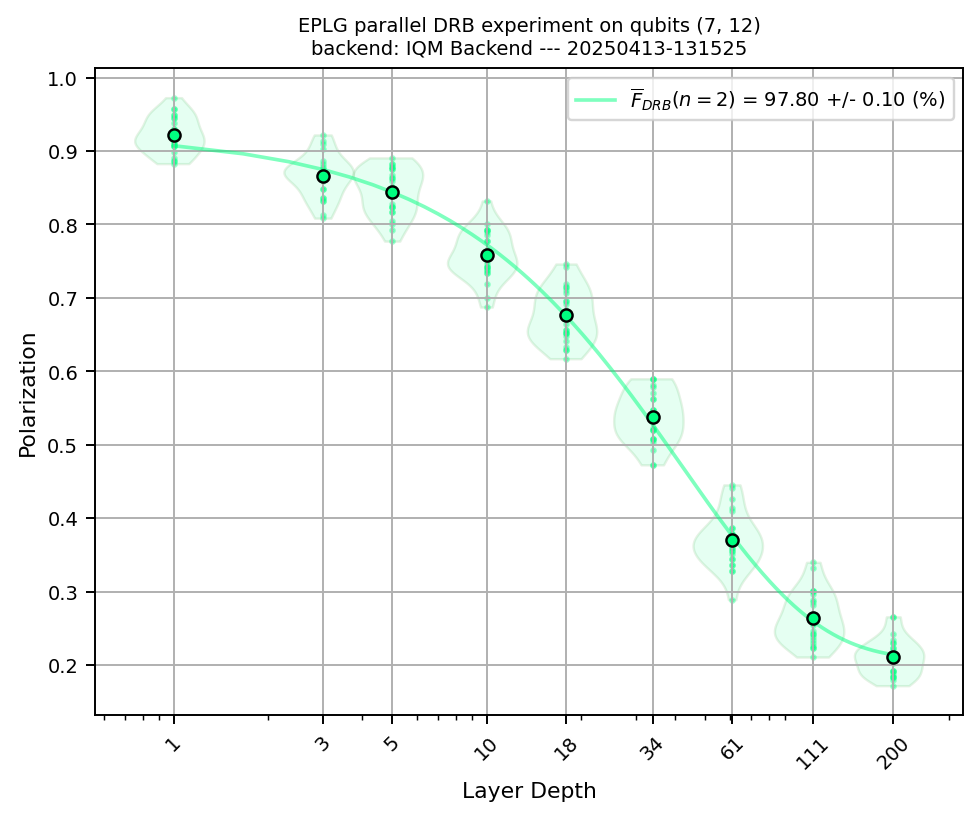 EPLG parallel DRB experiment on qubits (7, 12)
backend: IQM Backend --- 20250413-131525
F̅_DRB(n = 2) = 97.80 +/- 0.10 (%)
Polarization
1.0
0.9
0.8
0.7
0.6
0.5
0.4
0.3
0.2
1 3 5 10 18 34 61 111 200
Layer Depth